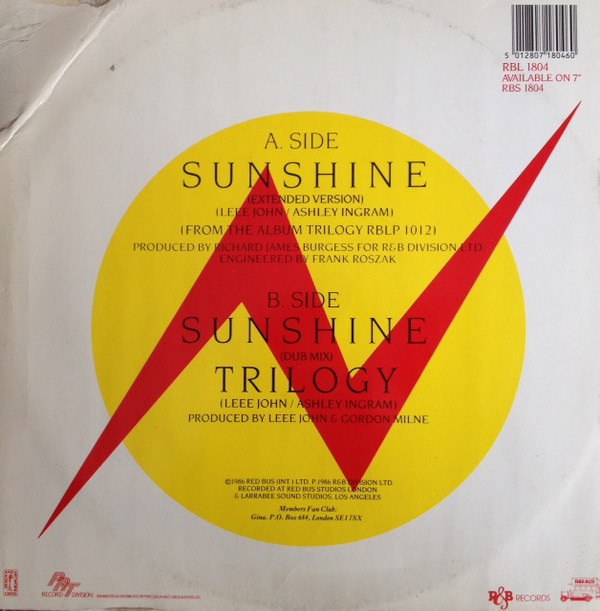 5 012807 180460
RBL 1804
AVAILABLE ON 7"
RBS 1804
A. SIDE
SUNSHINE
(EXTENDED VERSION)
(LEEE JOHN / ASHLEY INGRAM)
(FROM THE ALBUM TRILOGY RBLP 1012)
PRODUCED BY RICHARD JAMES BURGESS FOR R&B DIVISION LTD.
ENGINEERED BY FRANK ROSZAK
B. SIDE
SUNSHINE
(DUB MIX)
TRILOGY
(LEEE JOHN / ASHLEY INGRAM)
PRODUCED BY LEEE JOHN & GORDON MILNE
©1986 RED BUS (INT.) LTD. P.1986 R&B DIVISION LTD.
RECORDED AT RED BUS STUDIOS LONDON
& LARRABEE SOUND STUDIOS, LOS ANGELES
Members Fan Club:
Gina. P.O. Box 684, London SE1 7SX
PRT
RECORD DIVISION
R&B RECORDS
RED BUS